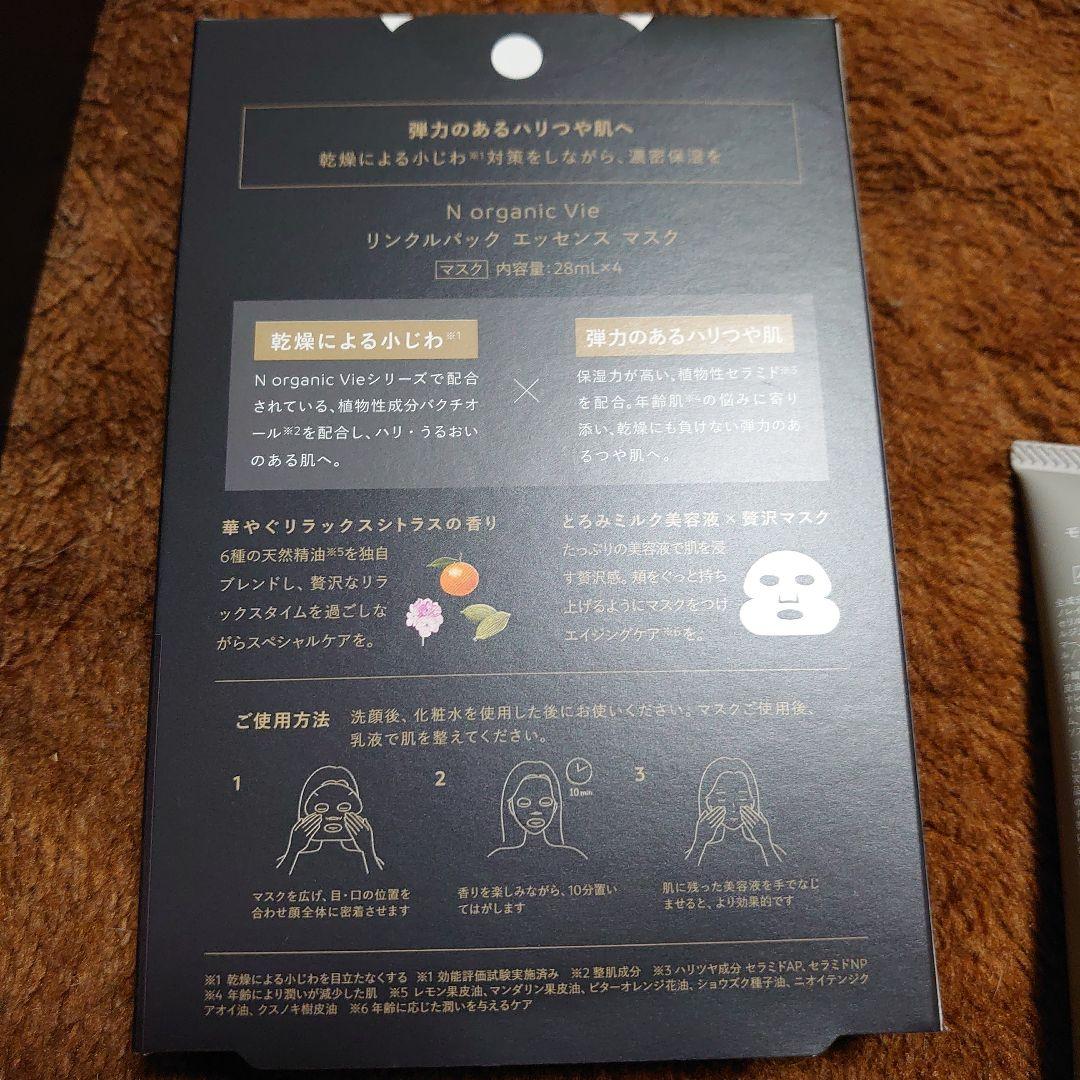 弾力のあるハリつや肌へ
乾燥による小じわ※1対策をしながら、濃密保湿を
N organic Vie
リンクルパック エッセンス マスク
マスク 内容量:28mL×4
乾燥による小じわ※1
N organic Vieシリーズで配合
されている、植物性成分バクチオ
ール※2を配合し、ハリ・うるおい
のある肌へ。
×
弾力のあるハリつや肌
保湿力が高い、植物性セラミド※3
を配合。年齢肌※4の悩みに寄り
添い、乾燥にも負けない弾力のあ
るつや肌へ。
華やぐリラックスシトラスの香り
6種の天然精油※5を独自
ブレンドし、贅沢なリラ
ックスタイムを過ごしな
がらスペシャルケアを。
とろみミルク美容液×贅沢マスク
たっぷりの美容液で肌を浸
す贅沢感。頬をぐっと持ち
上げるようにマスクをつけ
エイジングケア※6を。
ご使用方法 洗顔後、化粧水を使用した後にお使いください。マスクご使用後、
乳液で肌を整えてください。
1
マスクを広げ、目・口の位置を
合わせ顔全体に密着させます
2
10min
香りを楽しみながら、10分置い
てはがします
3
肌に残った美容液を手でなじ
ませると、より効果的です
※1 乾燥による小じわを目立たなくする ※1 効能評価試験実施済み ※2 整肌成分 ※3 ハリツヤ成分 セラミドAP、セラミドNP
※4 年齢により潤いが減少した肌 ※5 レモン果皮油、マンダリン果皮油、ビターオレンジ花油、ショウズク種子油、ニオイテンジク
アオイ油、クスノキ樹皮油 ※6 年齢に応じた潤いを与えるケア